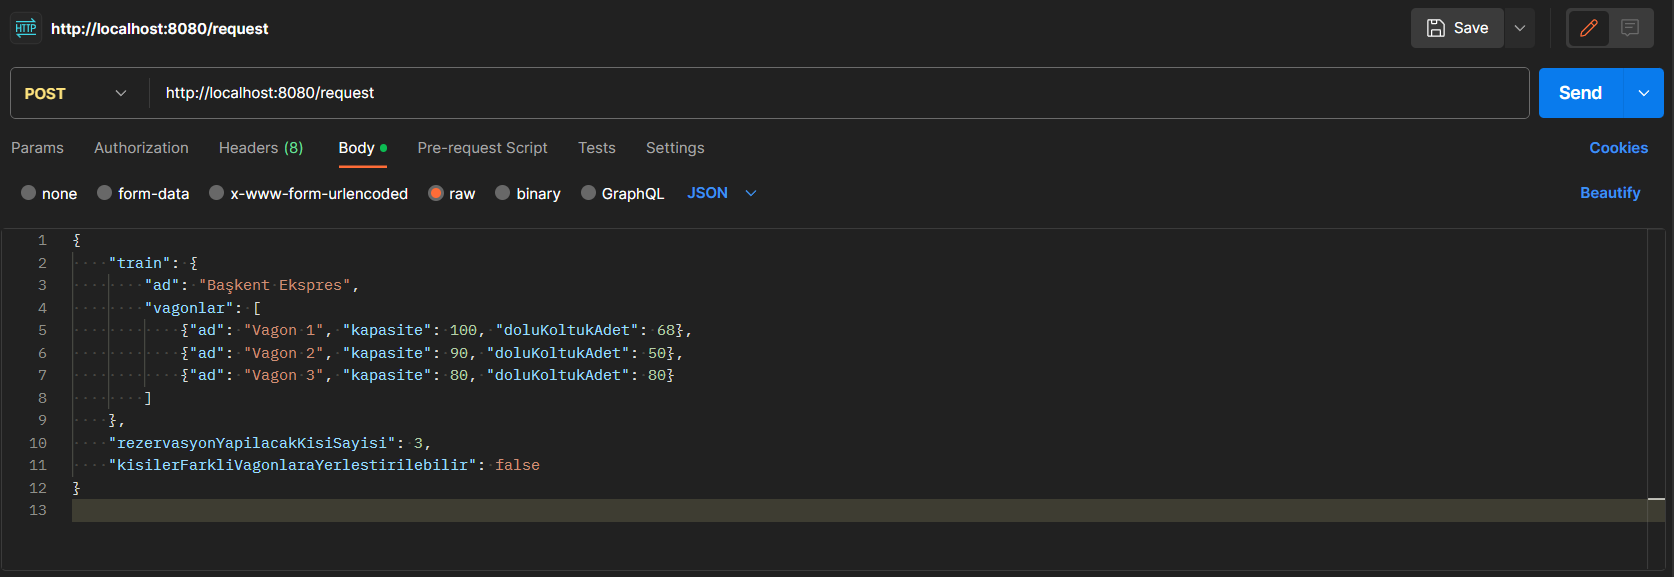 HTTP http://localhost:8080/request Save
POST http://localhost:8080/request Send
Params Authorization Headers (8) Body Pre-request Script Tests Settings Cookies
none form-data x-www-form-urlencoded raw binary GraphQL JSON Beautify
1 {
2 "train": {
3 "ad": "Başkent Ekspres",
4 "vagonlar": [
5 {"ad": "Vagon 1", "kapasite": 100, "doluKoltukAdet": 68},
6 {"ad": "Vagon 2", "kapasite": 90, "doluKoltukAdet": 50},
7 {"ad": "Vagon 3", "kapasite": 80, "doluKoltukAdet": 80}
8 ]
9 },
10 "rezervasyonYapilacakKisiSayisi": 3,
11 "kisilerFarkliVagonlaraYerlestirilebilir": false
12 }
13